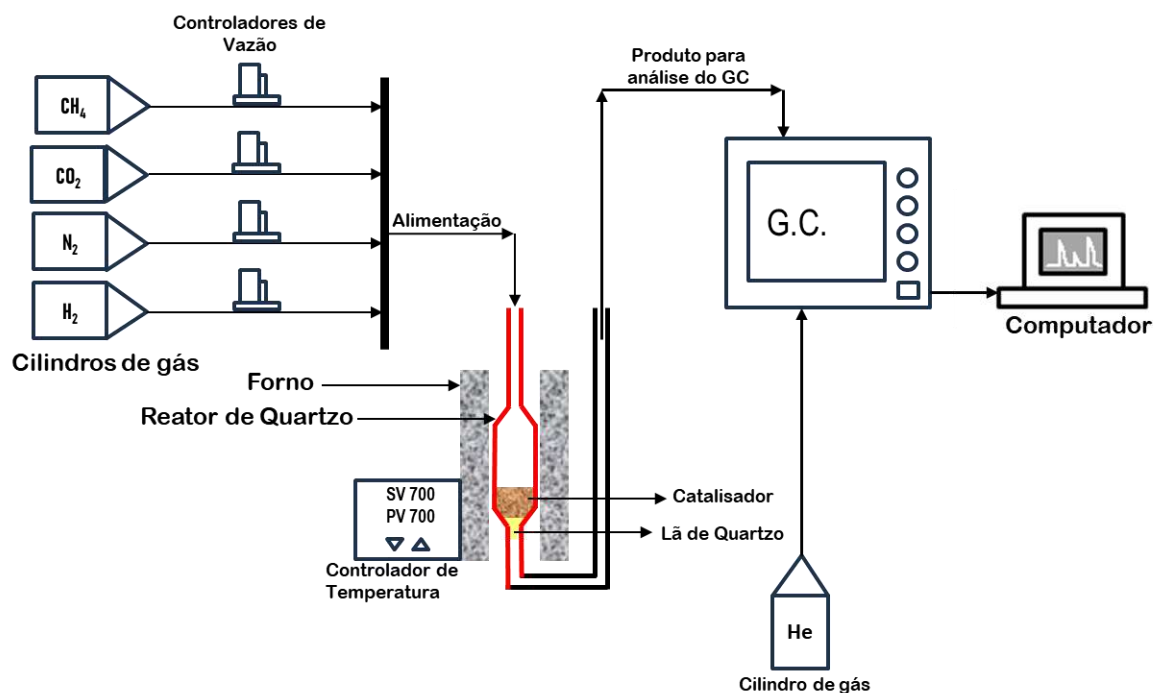 Controladores de
Vazão
CH₄
CO₂
N₂
H₂
Cilindros de gás
Alimentação
Produto para
análise do GC
G.C.
Computador
Forno
Reator de Quartzo
SV 700
PV 700
Controlador de
Temperatura
Catalisador
Lã de Quartzo
He
Cilindro de gás